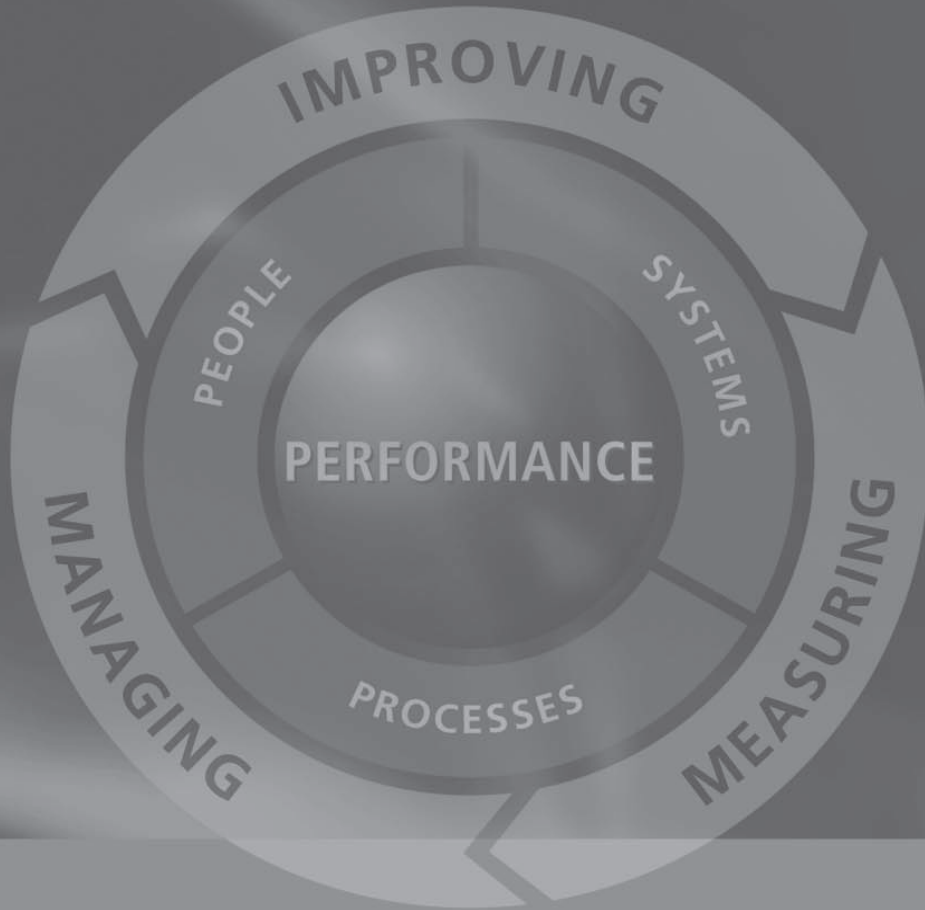 IMPROVING
PEOPLE
SYSTEMS
PERFORMANCE
MANAGING
MEASURING
PROCESSES